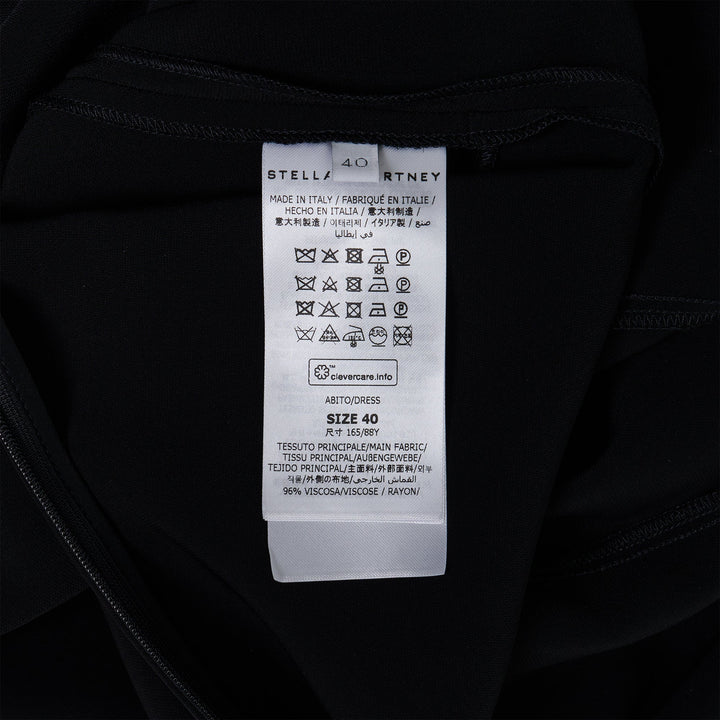 40
STELLA RTNEY
MADE IN ITALY / FABRIQUÉ EN ITALIE /
HECHO EN ITALIA / 意大利制造 /
意大利製造 / 이태리제 / イタリア製 / صنع
في إيطاليا
clevercare.info
ABITO/DRESS
SIZE 40
尺寸 165/88Y
TESSUTO PRINCIPALE/MAIN FABRIC/
TISSU PRINCIPAL/AUßENGEWEBE/
TEJIDO PRINCIPAL/主面料/外部面料/외부
직물/外側の布地/القماش الخارجي/
96% VISCOSA/VISCOSE / RAYON/